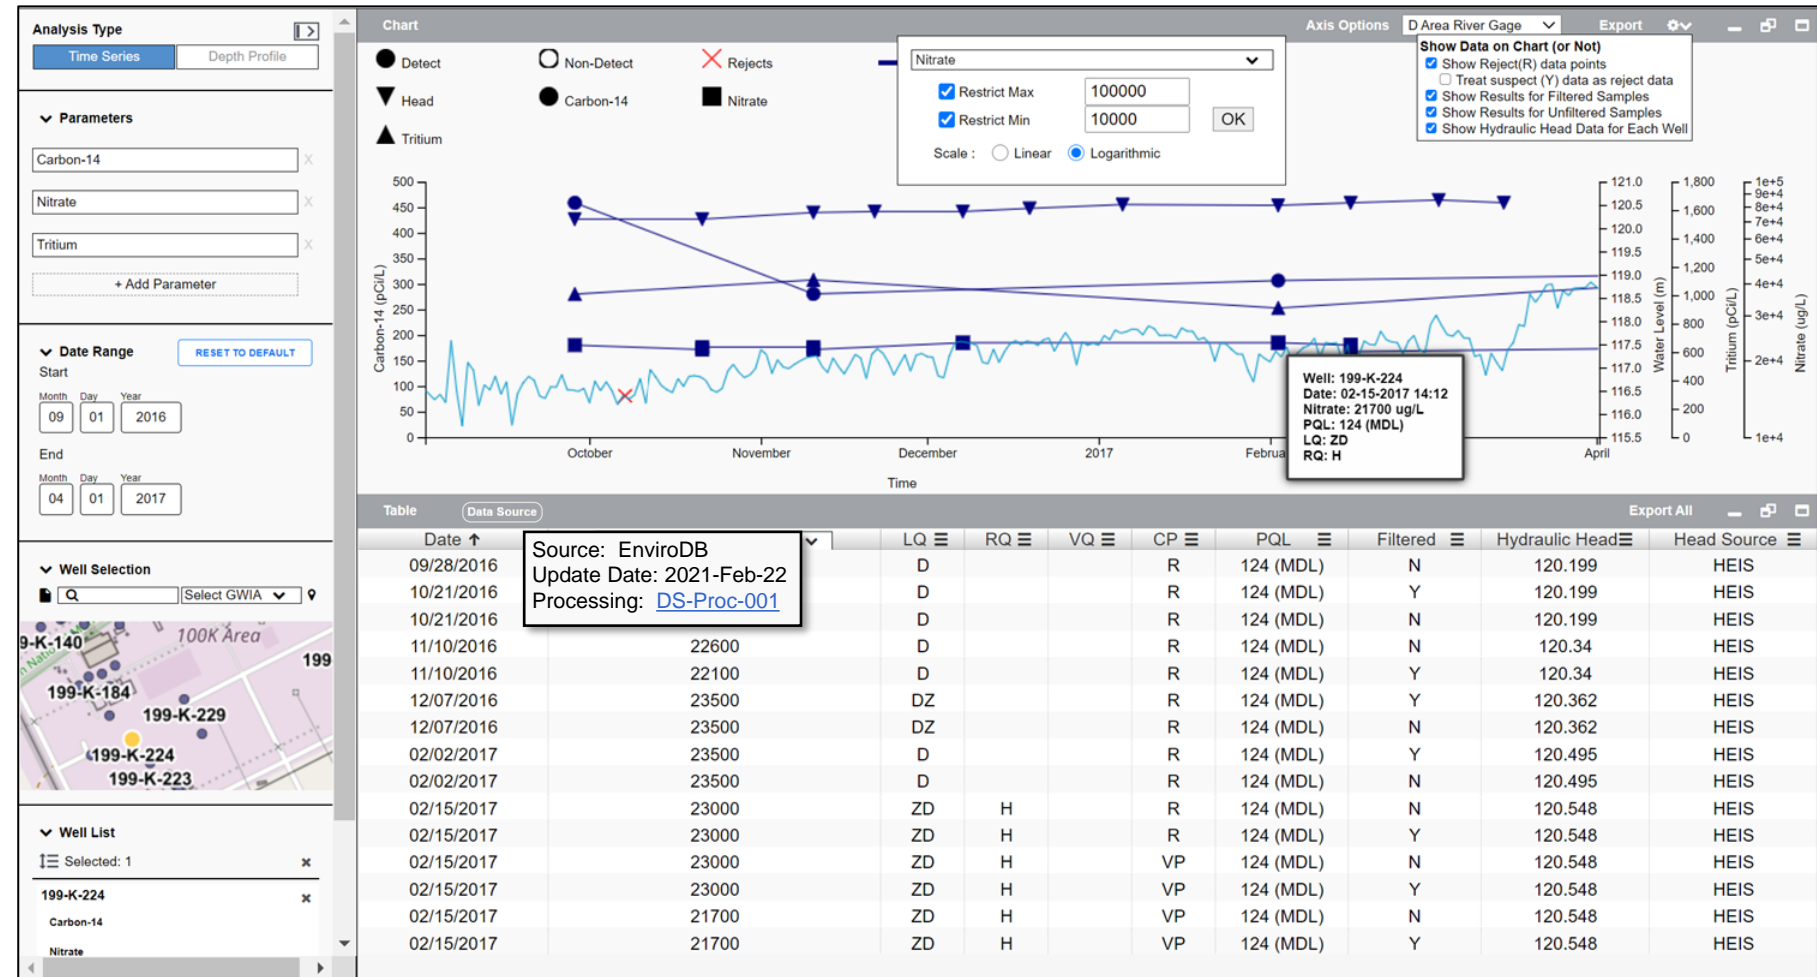 Analysis Type
Time Series Depth Profile
Parameters
Carbon-14 X
Nitrate X
Tritium X
+ Add Parameter
Date Range RESET TO DEFAULT
Start
Month Day Year
09 01 2016
End
Month Day Year
04 01 2017
Well Selection
Select GWIA
100K Area
9-K-140
199
199-K-184
199-K-229
199-K-224
199-K-223
Well List
Selected: 1
199-K-224
Carbon-14
Nitrate
Chart Axis Options D Area River Gage Export
Detect Non-Detect Rejects
Head Carbon-14 Nitrate
Tritium
Nitrate
Restrict Max 100000
Restrict Min 10000 OK
Scale : Linear Logarithmic
Show Data on Chart (or Not)
Show Reject(R) data points
Treat suspect (Y) data as reject data
Show Results for Filtered Samples
Show Results for Unfiltered Samples
Show Hydraulic Head Data for Each Well
Carbon-14 (pCi/L)
500
450
400
350
300
250
200
150
100
50
0
121.0
120.5
120.0
119.5
119.0
118.5
118.0
117.5
117.0
116.5
116.0
115.5
Water Level (m)
1,800
1,600
1,400
1,200
1,000
800
600
400
200
0
Tritium (pCi/L)
1e+5
9e+4
8e+4
7e+4
6e+4
5e+4
4e+4
3e+4
2e+4
1e+4
Nitrate (ug/L)
October November December 2017 Februa April
Time
Well: 199-K-224
Date: 02-15-2017 14:12
Nitrate: 21700 ug/L
PQL: 124 (MDL)
LQ: ZD
RQ: H
Table Data Source Export All
Date LQ RQ VQ CP PQL Filtered Hydraulic Head Head Source
Source: EnviroDB
Update Date: 2021-Feb-22
Processing: DS-Proc-001
09/28/2016 D R 124 (MDL) N 120.199 HEIS
10/21/2016 D R 124 (MDL) Y 120.199 HEIS
10/21/2016 D R 124 (MDL) N 120.199 HEIS
11/10/2016 22600 D R 124 (MDL) N 120.34 HEIS
11/10/2016 22100 D R 124 (MDL) Y 120.34 HEIS
12/07/2016 23500 DZ R 124 (MDL) Y 120.362 HEIS
12/07/2016 23500 DZ R 124 (MDL) N 120.362 HEIS
02/02/2017 23500 D R 124 (MDL) Y 120.495 HEIS
02/02/2017 23500 D R 124 (MDL) N 120.495 HEIS
02/15/2017 23000 ZD H R 124 (MDL) N 120.548 HEIS
02/15/2017 23000 ZD H R 124 (MDL) Y 120.548 HEIS
02/15/2017 23000 ZD H VP 124 (MDL) N 120.548 HEIS
02/15/2017 23000 ZD H VP 124 (MDL) Y 120.548 HEIS
02/15/2017 21700 ZD H VP 124 (MDL) N 120.548 HEIS
02/15/2017 21700 ZD H VP 124 (MDL) Y 120.548 HEIS